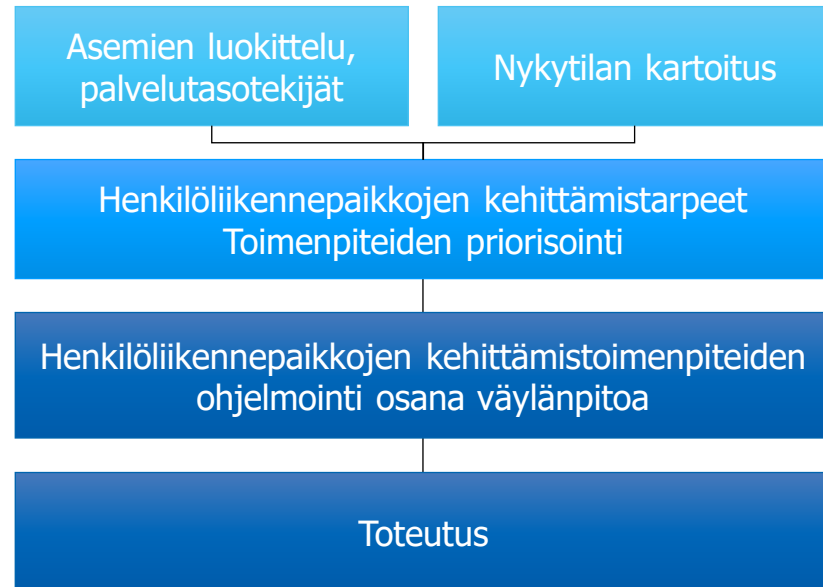 Asemien luokittelu,
palvelutasotekijät
Nykytilan kartoitus
Henkilöliikennepaikkojen kehittämistarpeet
Toimenpiteiden priorisointi
Henkilöliikennepaikkojen kehittämistoimenpiteiden
ohjelmointi osana väylänpitoa
Toteutus